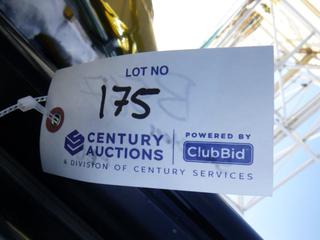 LOT NO
175
CENTURY AUCTIONS
A DIVISION OF CENTURY SERVICES
POWERED BY
ClubBid